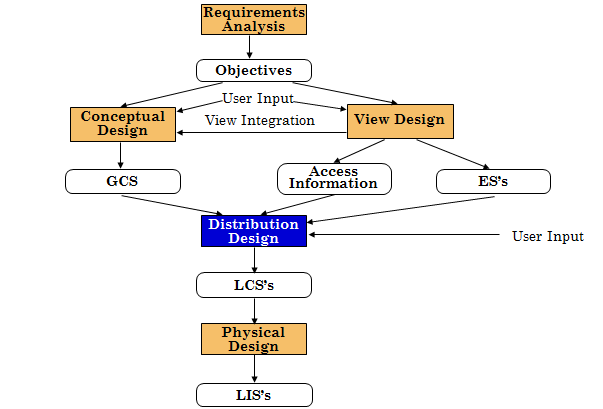 Requirements
Analysis
Objectives
User Input
Conceptual
Design
View Integration
View Design
GCS
Access
Information
ES's
Distribution
Design
User Input
LCS's
Physical
Design
LIS's